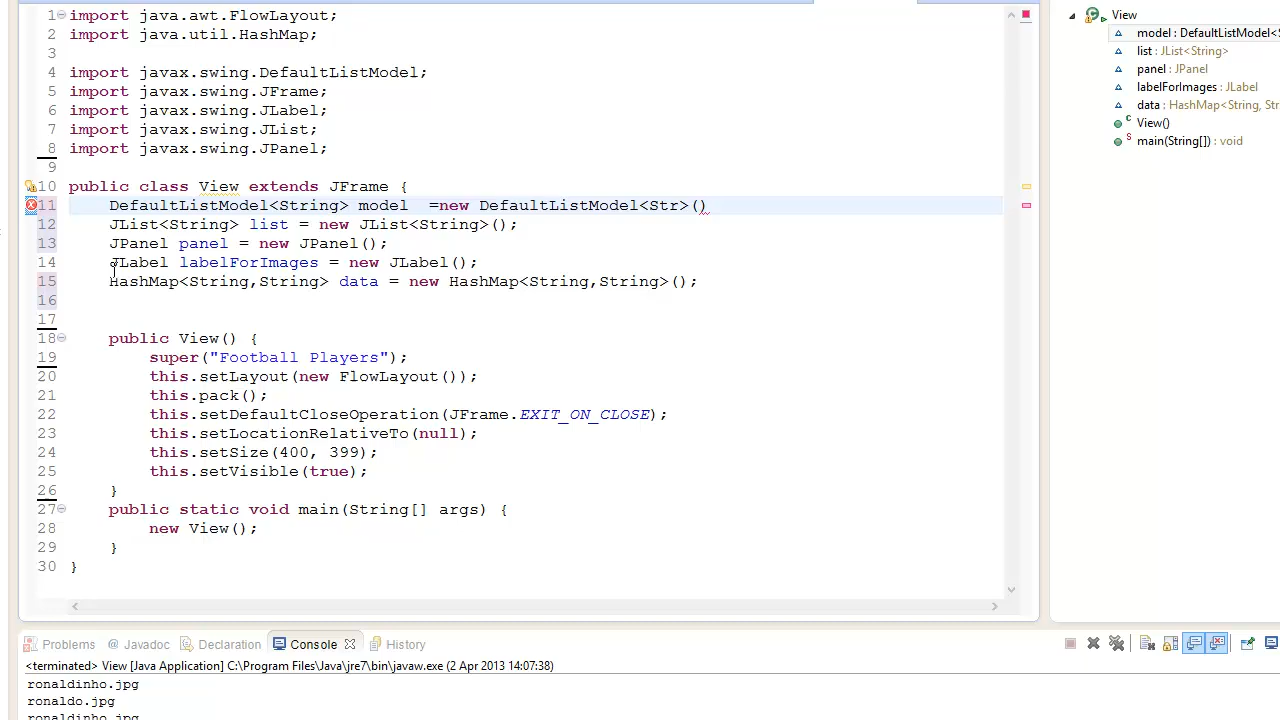 1 import java.awt.FlowLayout;
2 import java.util.HashMap;
3
4 import javax.swing.DefaultListModel;
5 import javax.swing.JFrame;
6 import javax.swing.JLabel;
7 import javax.swing.JList;
8 import javax.swing.JPanel;
9
10 public class View extends JFrame {
11     DefaultListModel<String> model  =new DefaultListModel<Str>()
12     JList<String> list = new JList<String>();
13     JPanel panel = new JPanel();
14     JLabel labelForImages = new JLabel();
15     HashMap<String,String> data = new HashMap<String,String>();
16
17
18     public View() {
19         super("Football Players");
20         this.setLayout(new FlowLayout());
21         this.pack();
22         this.setDefaultCloseOperation(JFrame.EXIT_ON_CLOSE);
23         this.setLocationRelativeTo(null);
24         this.setSize(400, 399);
25         this.setVisible(true);
26     }
27     public static void main(String[] args) {
28         new View();
29     }
30 }
View
model : DefaultListModel<S
list : JList<String>
panel : JPanel
labelForImages : JLabel
data : HashMap<String, Str
View()
main(String[]) : void
Problems @ Javadoc Declaration Console History
<terminated> View [Java Application] C:\Program Files\Java\jre7\bin\javaw.exe (2 Apr 2013 14:07:38)
ronaldinho.jpg
ronaldo.jpg
ronaldinho.jpg